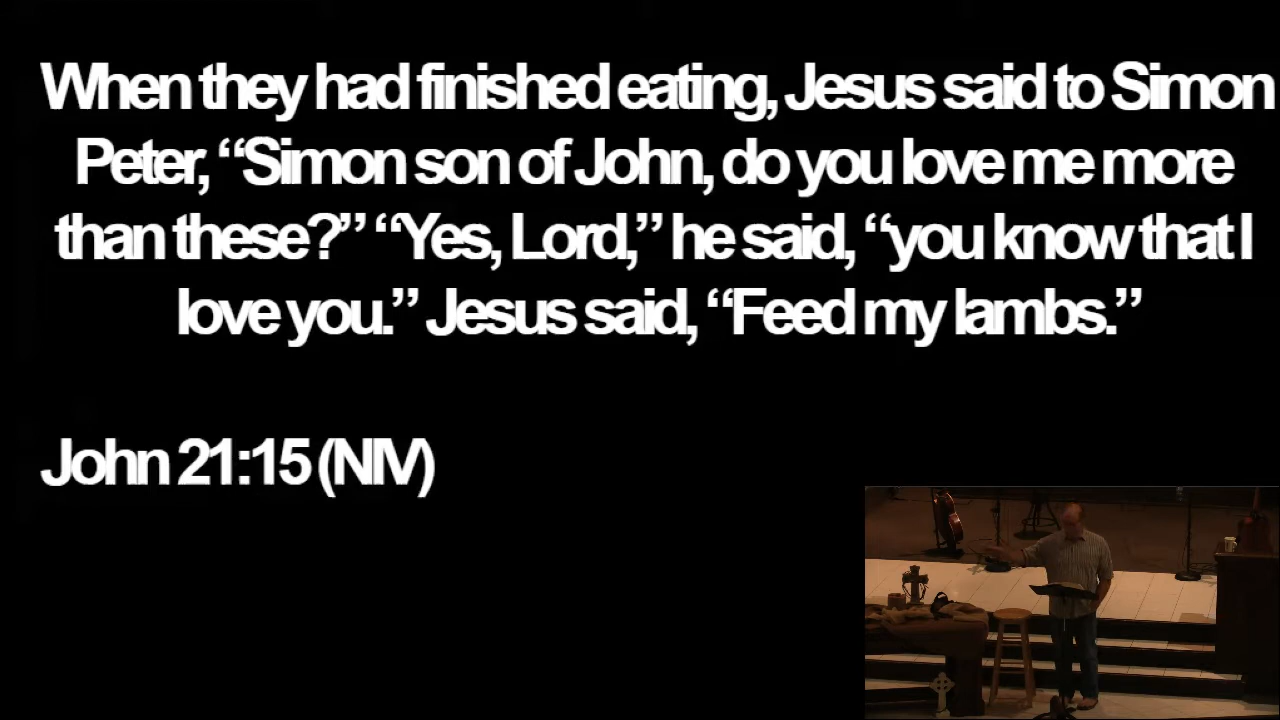 When they had finished eating, Jesus said to Simon
Peter, “Simon son of John, do you love me more
than these?” “Yes, Lord,” he said, “you know that I
love you.” Jesus said, “Feed my lambs.”
John 21:15 (NIV)